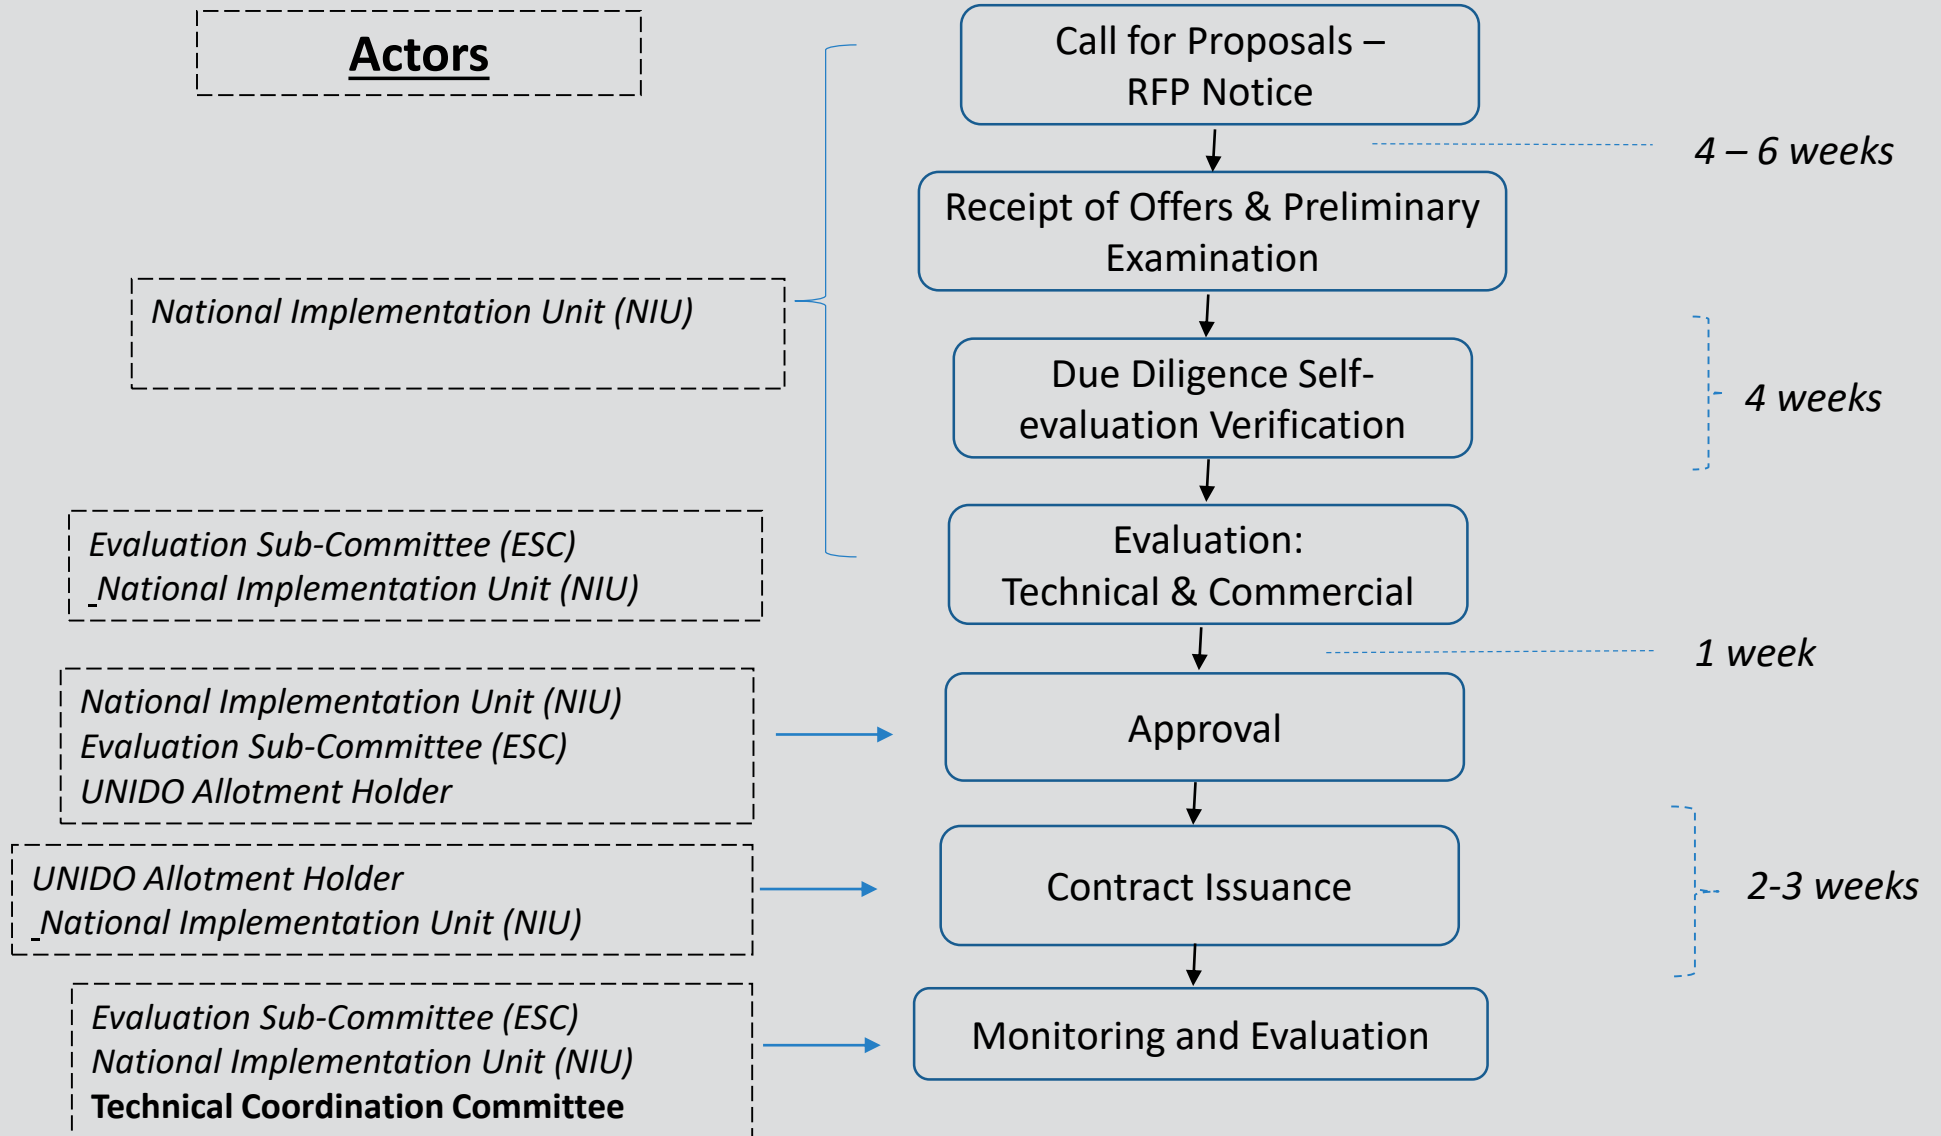 Actors
Call for Proposals –
RFP Notice
4 – 6 weeks
Receipt of Offers & Preliminary
Examination
National Implementation Unit (NIU)
Due Diligence Self-
evaluation Verification
4 weeks
Evaluation Sub-Committee (ESC)
National Implementation Unit (NIU)
Evaluation:
Technical & Commercial
1 week
National Implementation Unit (NIU)
Evaluation Sub-Committee (ESC)
UNIDO Allotment Holder
Approval
UNIDO Allotment Holder
National Implementation Unit (NIU)
Contract Issuance
2-3 weeks
Evaluation Sub-Committee (ESC)
National Implementation Unit (NIU)
Technical Coordination Committee
Monitoring and Evaluation